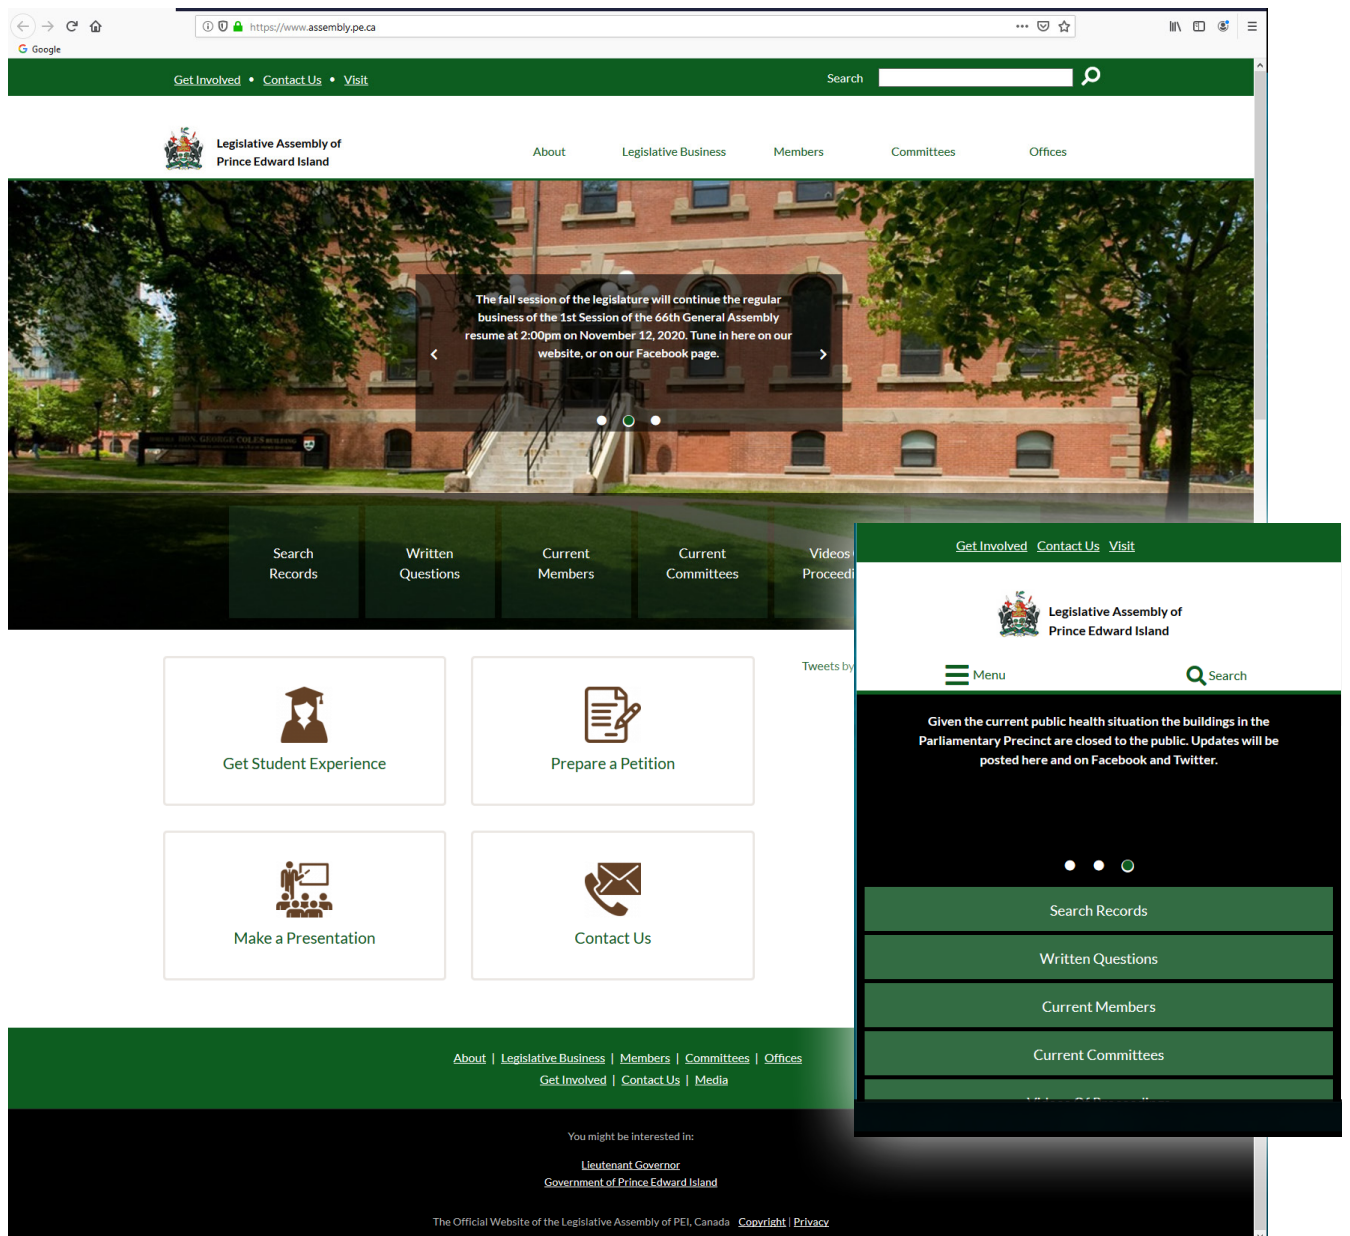 https://www.assembly.pe.ca
Google
Get Involved • Contact Us • Visit
Search
Legislative Assembly of
Prince Edward Island
About Legislative Business Members Committees Offices
The fall session of the legislature will continue the regular
business of the 1st Session of the 66th General Assembly
resume at 2:00pm on November 12, 2020. Tune in here on our
website, or on our Facebook page.
HON. GEORGE COLES BUILDING
Search
Records
Written
Questions
Current
Members
Current
Committees
Videos
Proceedi
Tweets by
Get Student Experience
Prepare a Petition
Make a Presentation
Contact Us
About | Legislative Business | Members | Committees | Offices
Get Involved | Contact Us | Media
You might be interested in:
Lieutenant Governor
Government of Prince Edward Island
The Official Website of the Legislative Assembly of PEI, Canada Copyright | Privacy
Get Involved Contact Us Visit
Legislative Assembly of
Prince Edward Island
Menu
Search
Given the current public health situation the buildings in the
Parliamentary Precinct are closed to the public. Updates will be
posted here and on Facebook and Twitter.
Search Records
Written Questions
Current Members
Current Committees